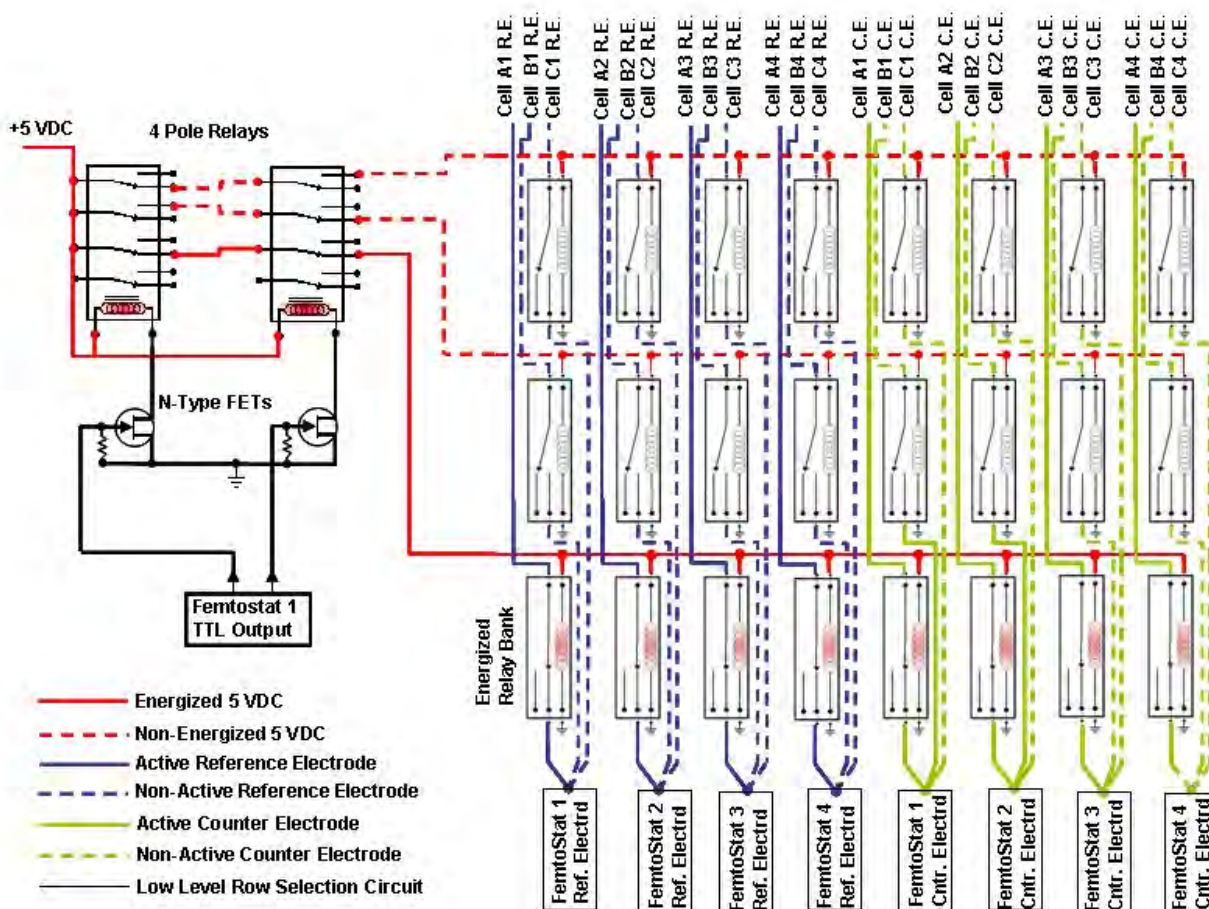 Cell A1 R.E.
Cell B1 R.E.
Cell C1 R.E.
Cell A2 R.E.
Cell B2 R.E.
Cell C2 R.E.
Cell A3 R.E.
Cell B3 R.E.
Cell C3 R.E.
Cell A4 R.E.
Cell B4 R.E.
Cell C4 R.E.
Cell A1 C.E.
Cell B1 C.E.
Cell C1 C.E.
Cell A2 C.E.
Cell B2 C.E.
Cell C2 C.E.
Cell A3 C.E.
Cell B3 C.E.
Cell C3 C.E.
Cell A4 C.E.
Cell B4 C.E.
Cell C4 C.E.
+5 VDC
4 Pole Relays
N-Type FETs
Femtostat 1
TTL Output
Energized
Relay Bank
Energized 5 VDC
Non-Energized 5 VDC
Active Reference Electrode
Non-Active Reference Electrode
Active Counter Electrode
Non-Active Counter Electrode
Low Level Row Selection Circuit
FemtoStat 1
Ref. Electrd
FemtoStat 2
Ref. Electrd
FemtoStat 3
Ref. Electrd
FemtoStat 4
Ref. Electrd
FemtoStat 1
Cntr. Electrd
FemtoStat 2
Cntr. Electrd
FemtoStat 3
Cntr. Electrd
FemtoStat 4
Cntr. Electrd